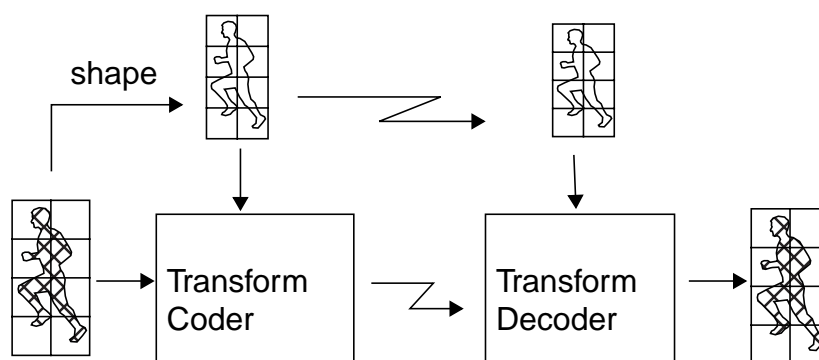 shape
Transform
Coder
Transform
Decoder